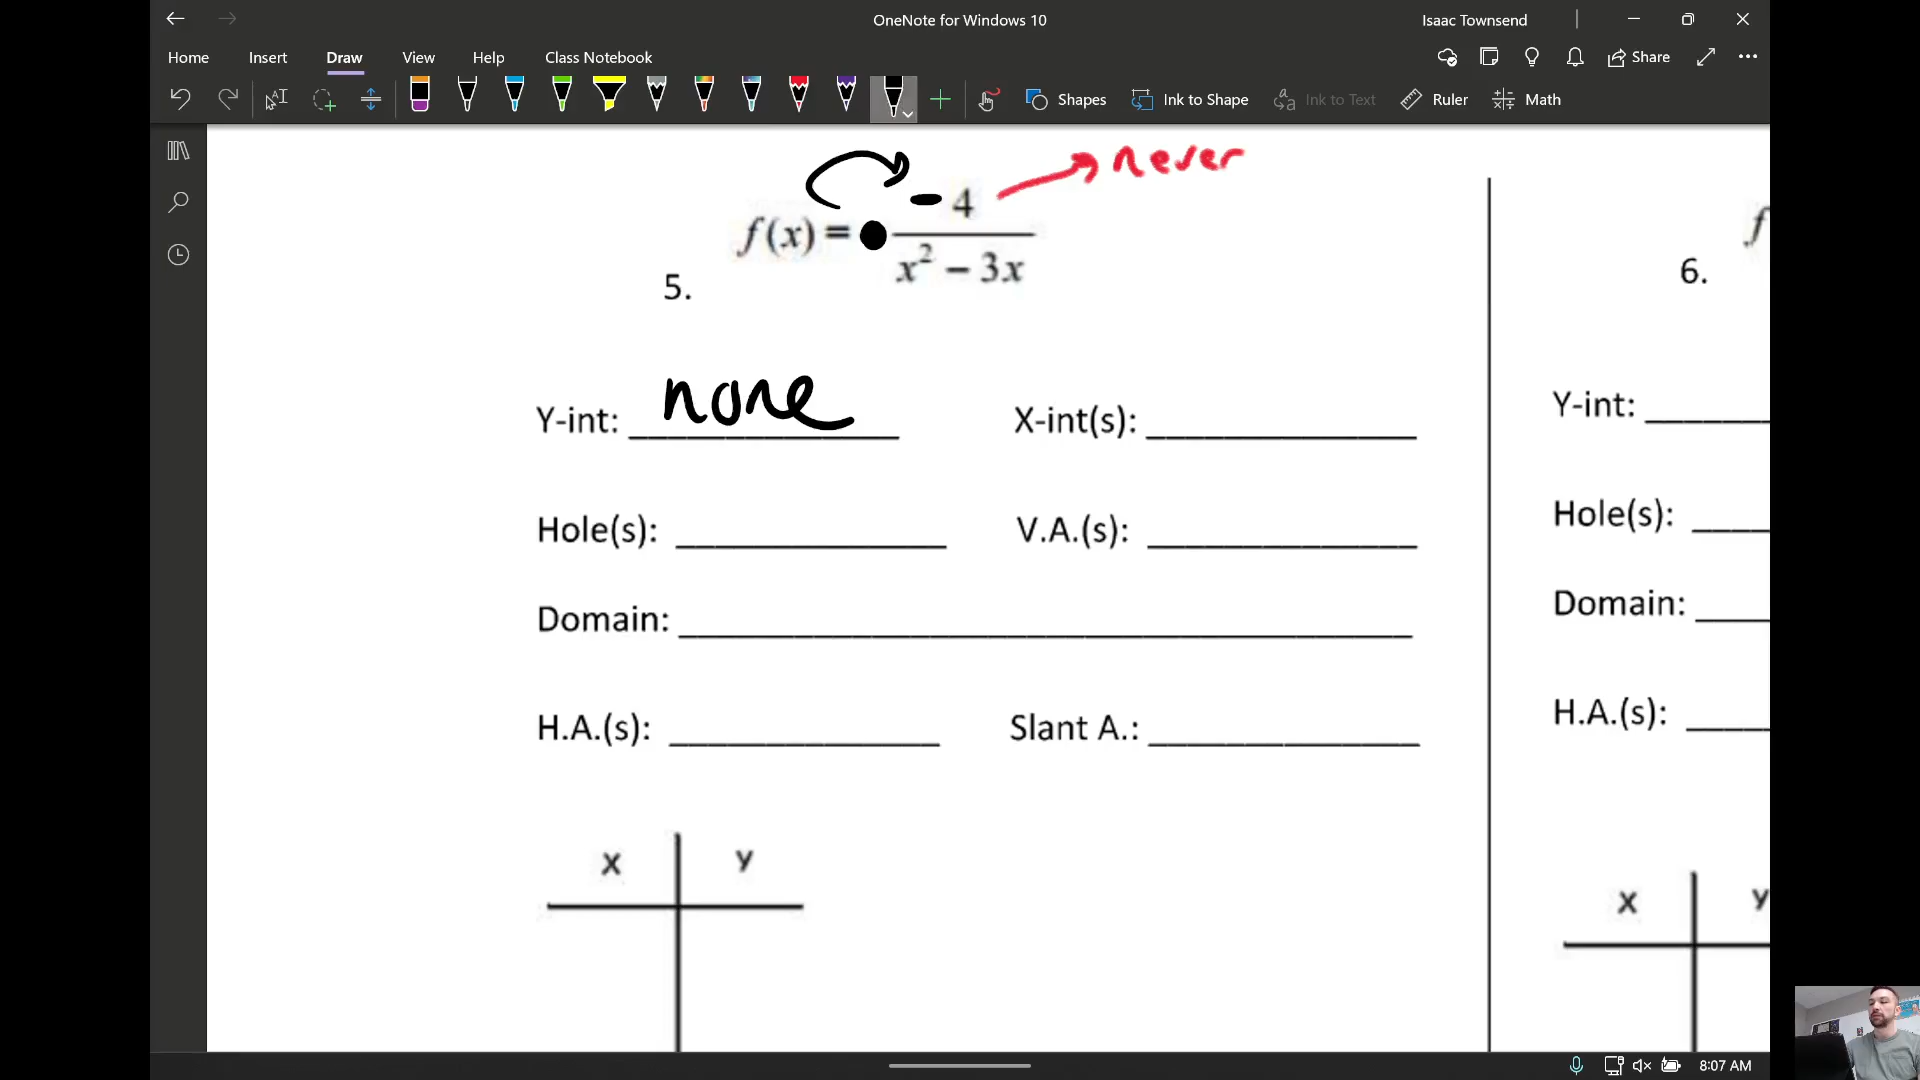 OneNote for Windows 10
Isaac Townsend
Home Insert Draw View Help Class Notebook
Share
Shapes Ink to Shape Ink to Text Ruler Math
never
f(x) = - 4 / x² - 3x
5.
f
6.
Y-int: none X-int(s):
Y-int:
Hole(s): V.A.(s):
Hole(s):
Domain:
Domain:
H.A.(s): Slant A.:
H.A.(s):
x y
x y
8:07 AM